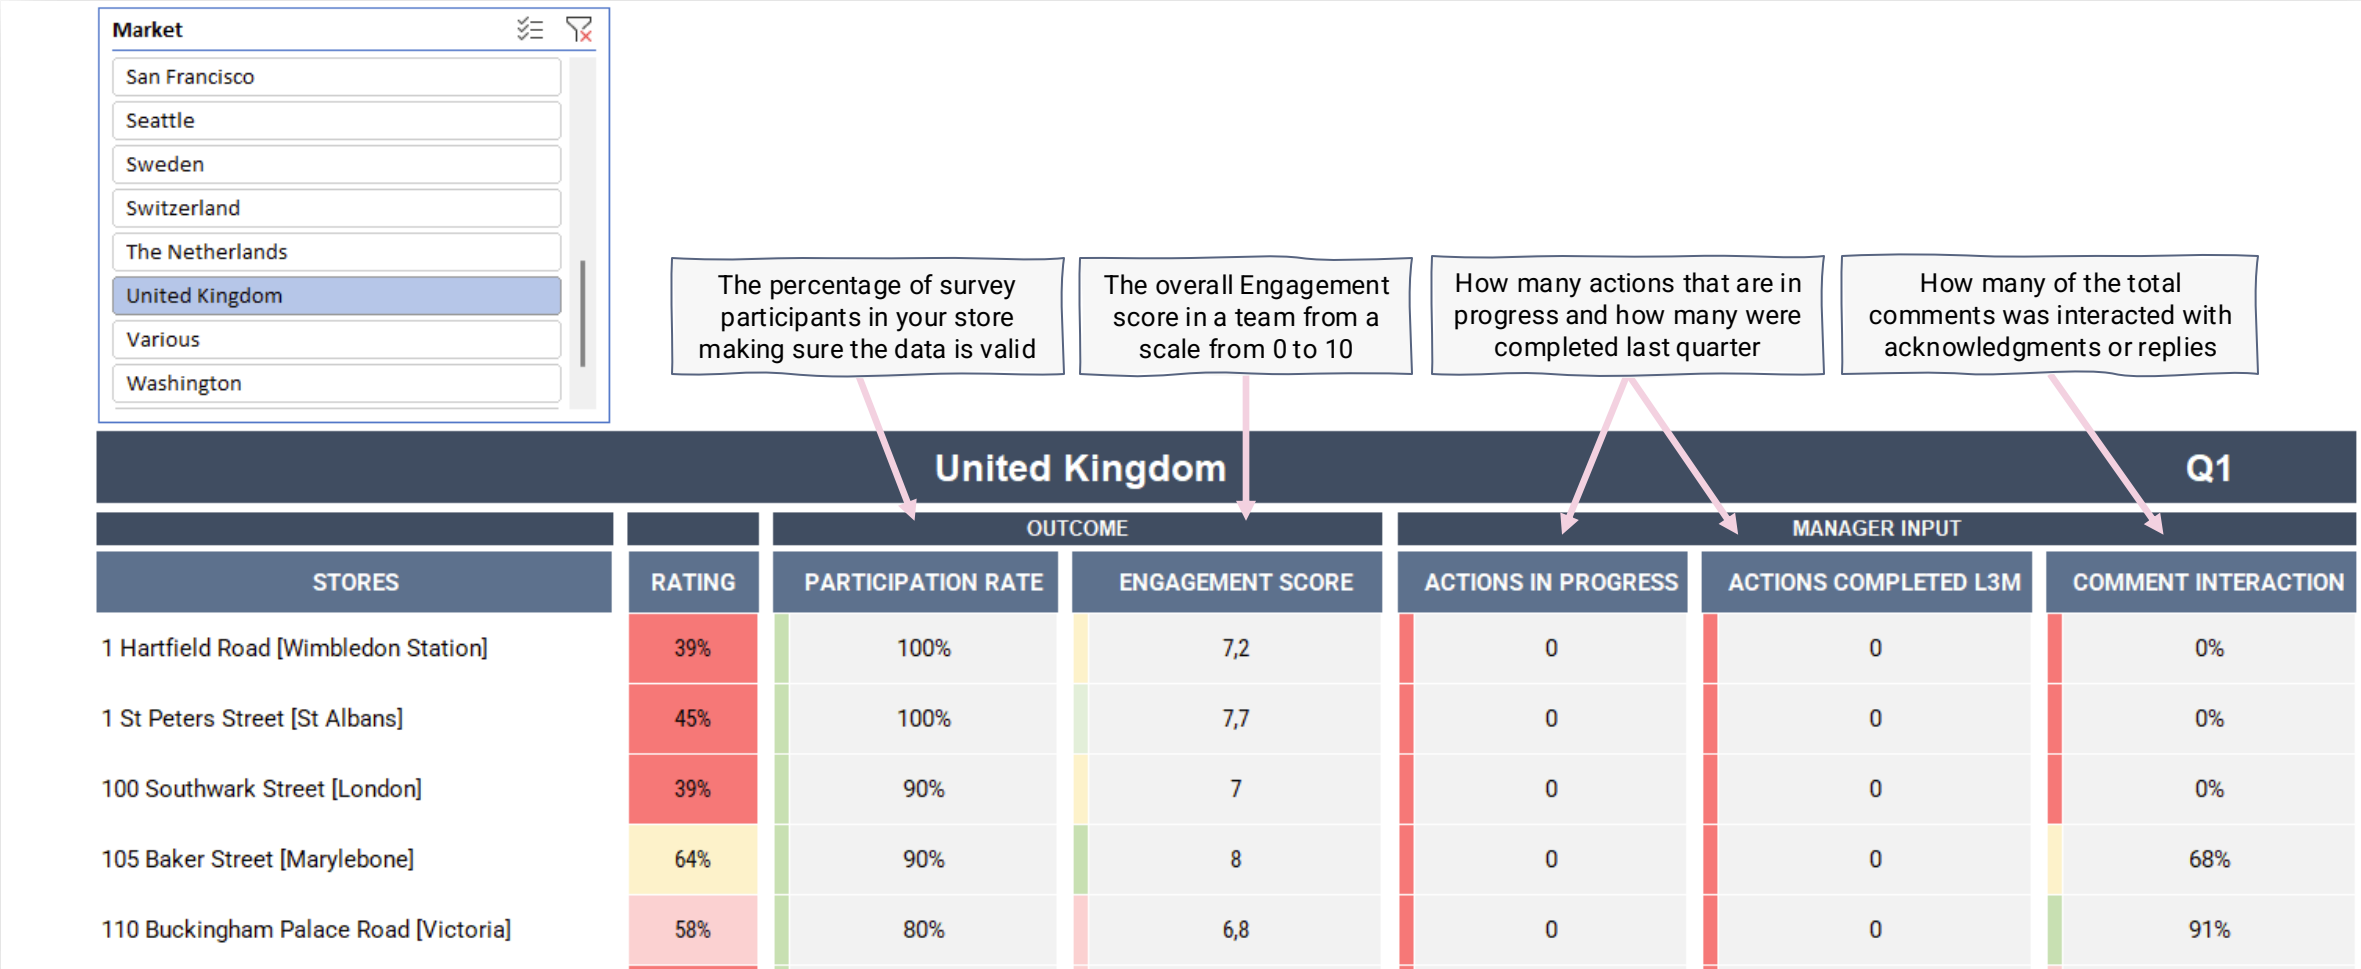 Market
San Francisco
Seattle
Sweden
Switzerland
The Netherlands
United Kingdom
Various
Washington
The percentage of survey
participants in your store
making sure the data is valid
The overall Engagement
score in a team from a
scale from 0 to 10
How many actions that are in
progress and how many were
completed last quarter
How many of the total
comments was interacted with
acknowledgments or replies
United Kingdom Q1
OUTCOME MANAGER INPUT
STORES RATING PARTICIPATION RATE ENGAGEMENT SCORE ACTIONS IN PROGRESS ACTIONS COMPLETED L3M COMMENT INTERACTION
1 Hartfield Road [Wimbledon Station] 39% 100% 7,2 0 0 0%
1 St Peters Street [St Albans] 45% 100% 7,7 0 0 0%
100 Southwark Street [London] 39% 90% 7 0 0 0%
105 Baker Street [Marylebone] 64% 90% 8 0 0 68%
110 Buckingham Palace Road [Victoria] 58% 80% 6,8 0 0 91%